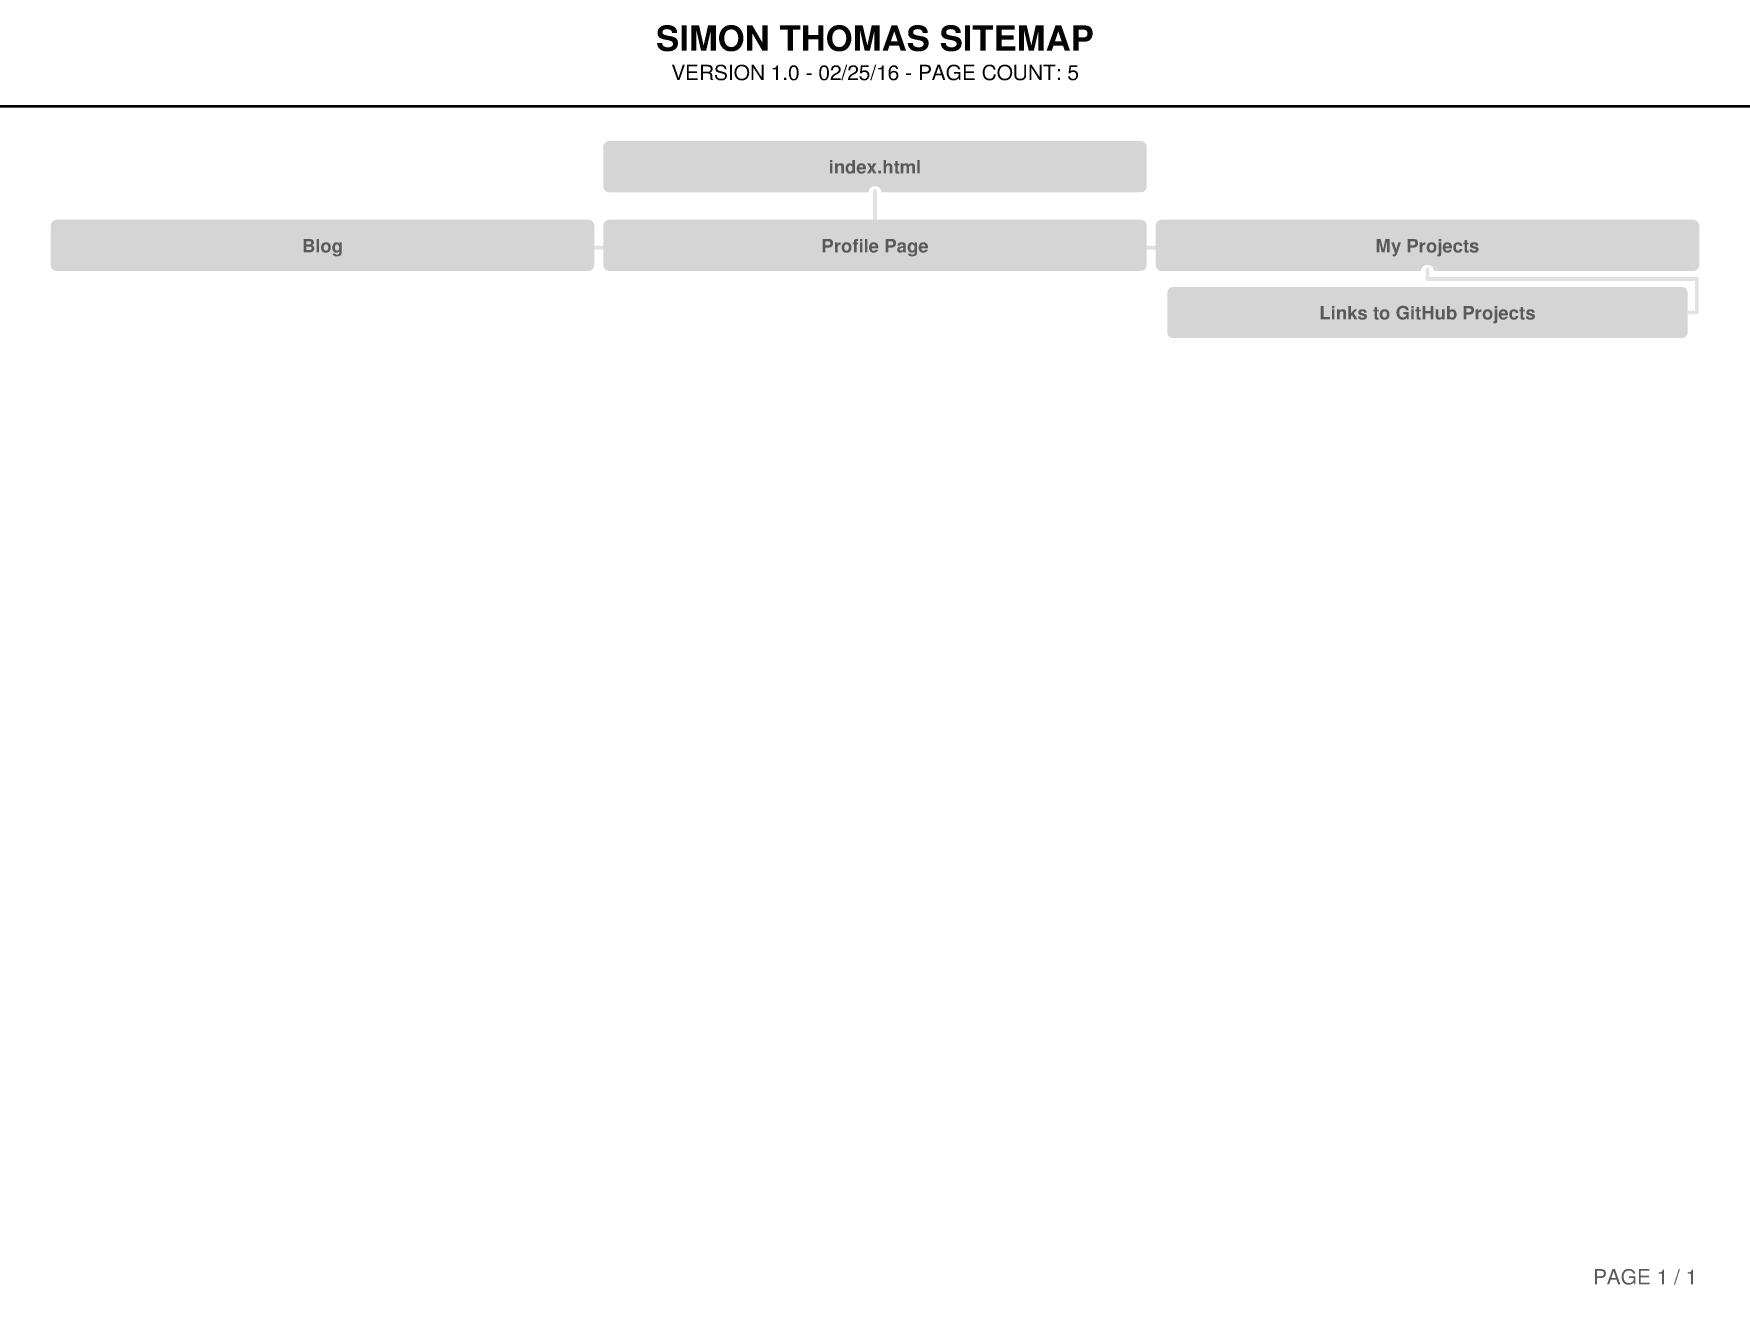 SIMON THOMAS SITEMAP
VERSION 1.0 - 02/25/16 - PAGE COUNT: 5
index.html
Blog
Profile Page
My Projects
Links to GitHub Projects
PAGE 1 / 1